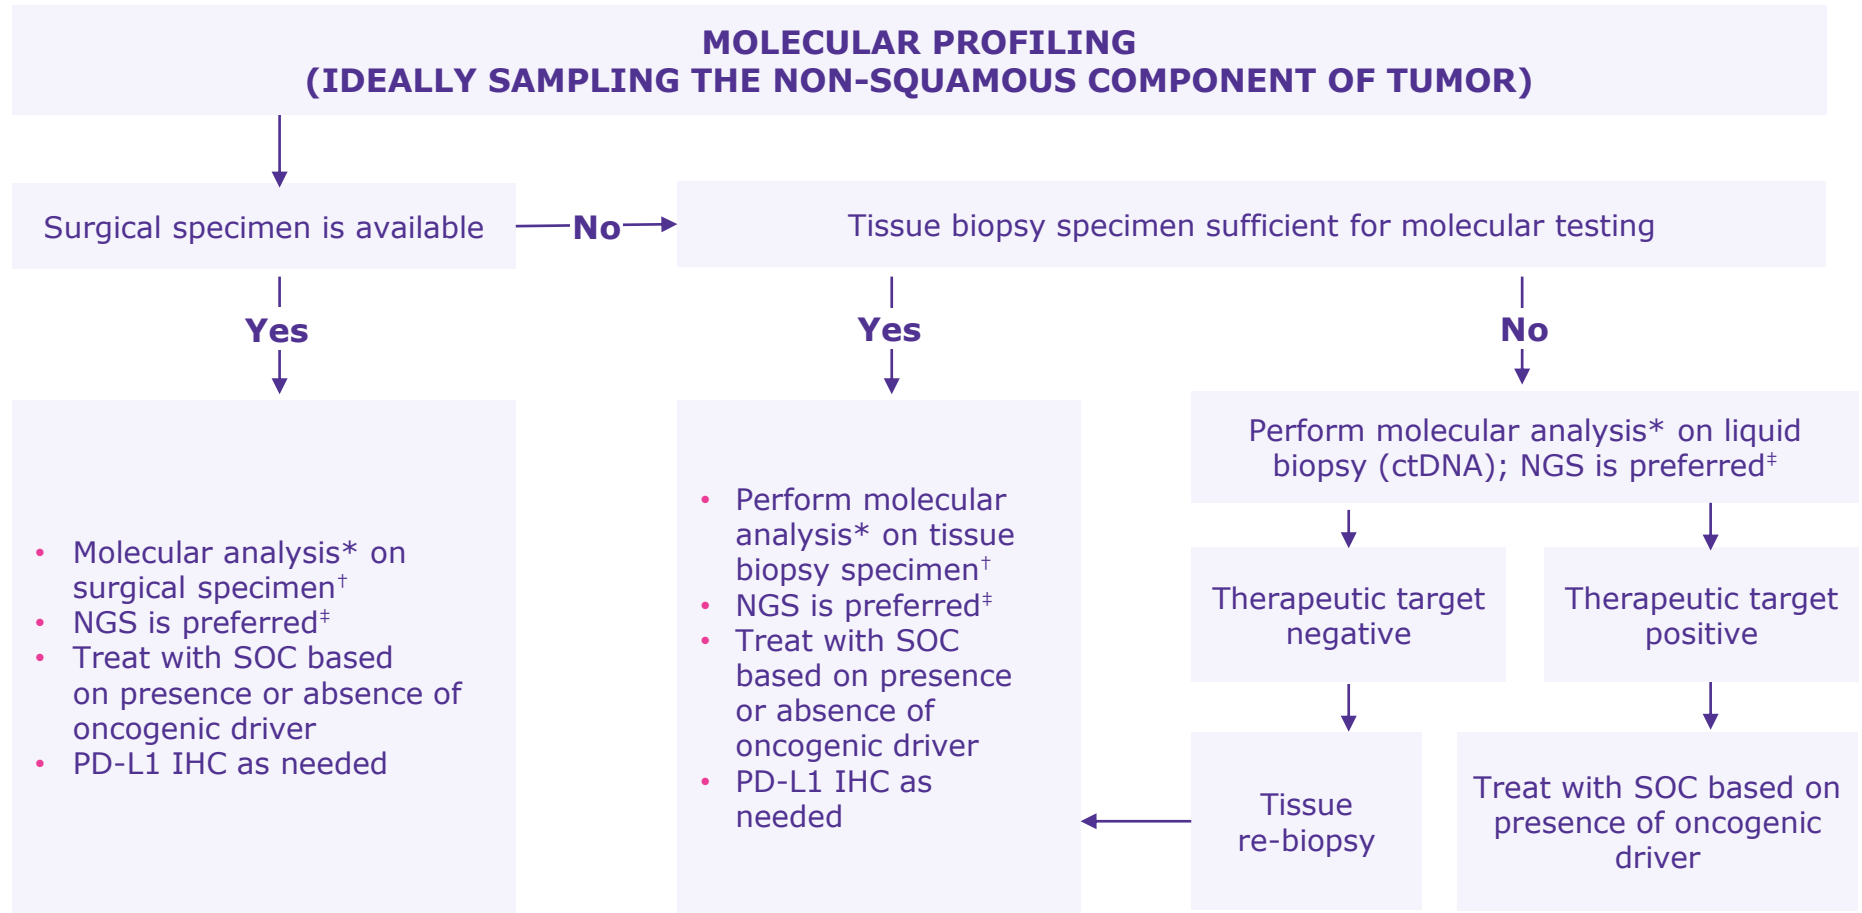 MOLECULAR PROFILING
(IDEALLY SAMPLING THE NON-SQUAMOUS COMPONENT OF TUMOR)
Surgical specimen is available
No
Tissue biopsy specimen sufficient for molecular testing
Yes
Yes
No
• Molecular analysis* on
surgical specimen†
• NGS is preferred‡
• Treat with SOC based
on presence or absence of
oncogenic driver
• PD-L1 IHC as needed
• Perform molecular
analysis* on tissue
biopsy specimen†
• NGS is preferred‡
• Treat with SOC
based on presence
or absence of
oncogenic driver
• PD-L1 IHC as
needed
Perform molecular analysis* on liquid
biopsy (ctDNA); NGS is preferred‡
Therapeutic target
negative
Therapeutic target
positive
Tissue
re-biopsy
Treat with SOC based on
presence of oncogenic
driver